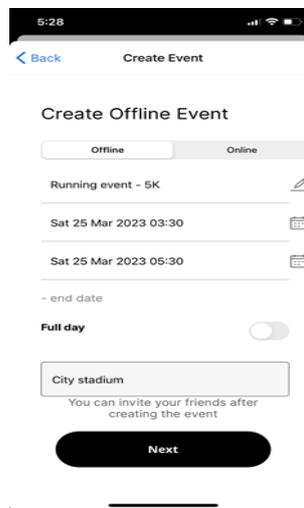 5:28
Back
Create Event
Create Offline Event
Offline
Online
Running event - 5K
Sat 25 Mar 2023 03:30
Sat 25 Mar 2023 05:30
- end date
Full day
City stadium
You can invite your friends after
creating the event
Next